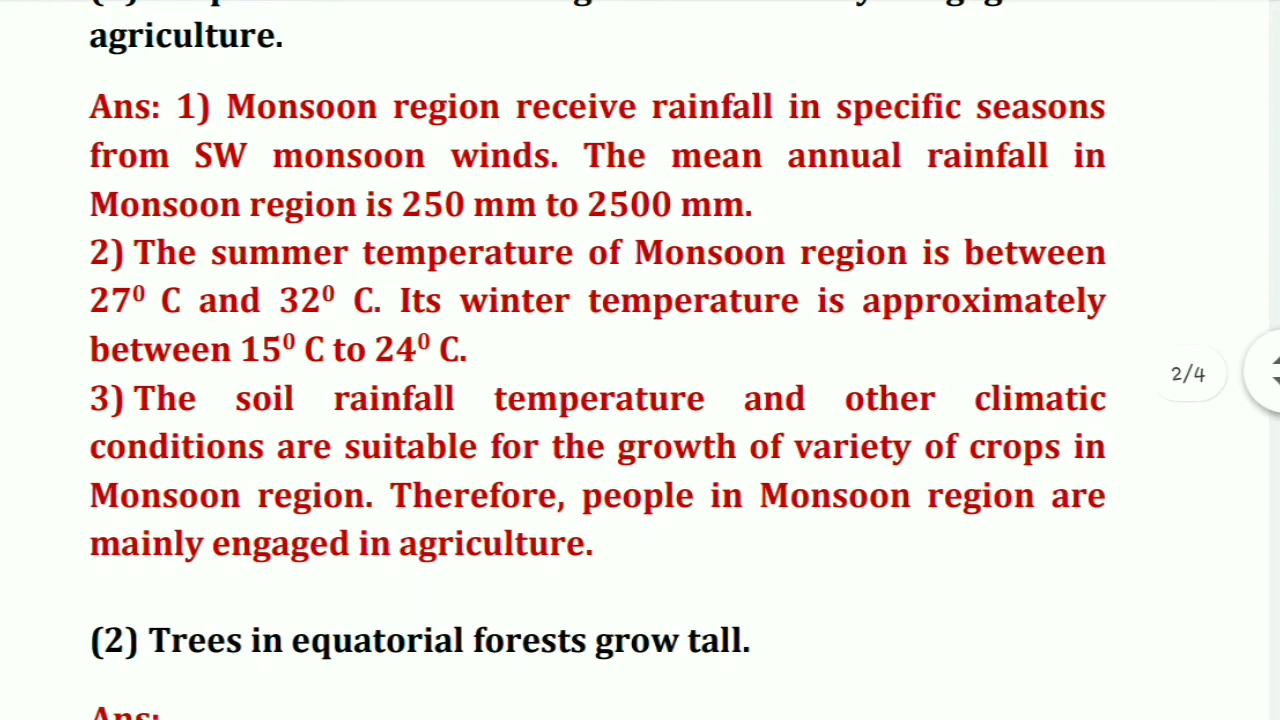 agriculture.
Ans: 1) Monsoon region receive rainfall in specific seasons
from SW monsoon winds. The mean annual rainfall in
Monsoon region is 250 mm to 2500 mm.
2) The summer temperature of Monsoon region is between
27⁰ C and 32⁰ C. Its winter temperature is approximately
between 15⁰ C to 24⁰ C.
3) The soil rainfall temperature and other climatic
conditions are suitable for the growth of variety of crops in
Monsoon region. Therefore, people in Monsoon region are
mainly engaged in agriculture.
2/4
(2) Trees in equatorial forests grow tall.
Ans: